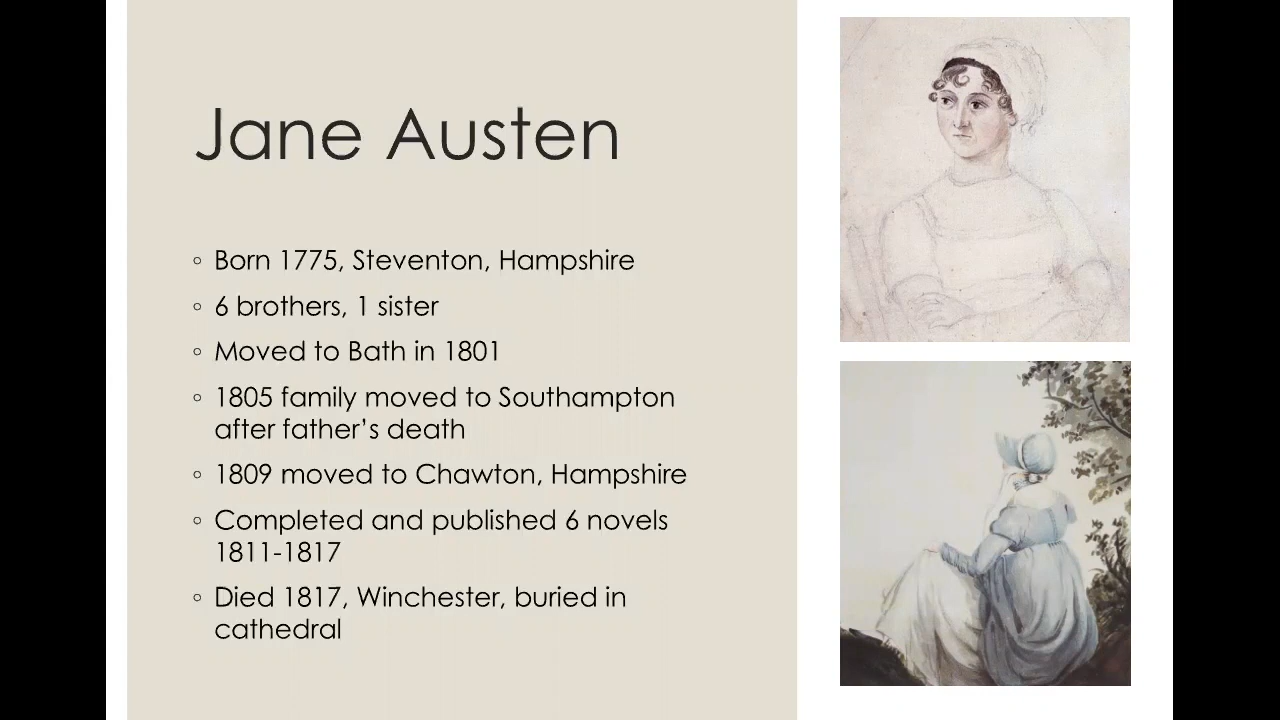 Jane Austen
◦ Born 1775, Steventon, Hampshire
◦ 6 brothers, 1 sister
◦ Moved to Bath in 1801
◦ 1805 family moved to Southampton
after father’s death
◦ 1809 moved to Chawton, Hampshire
◦ Completed and published 6 novels
1811-1817
◦ Died 1817, Winchester, buried in
cathedral